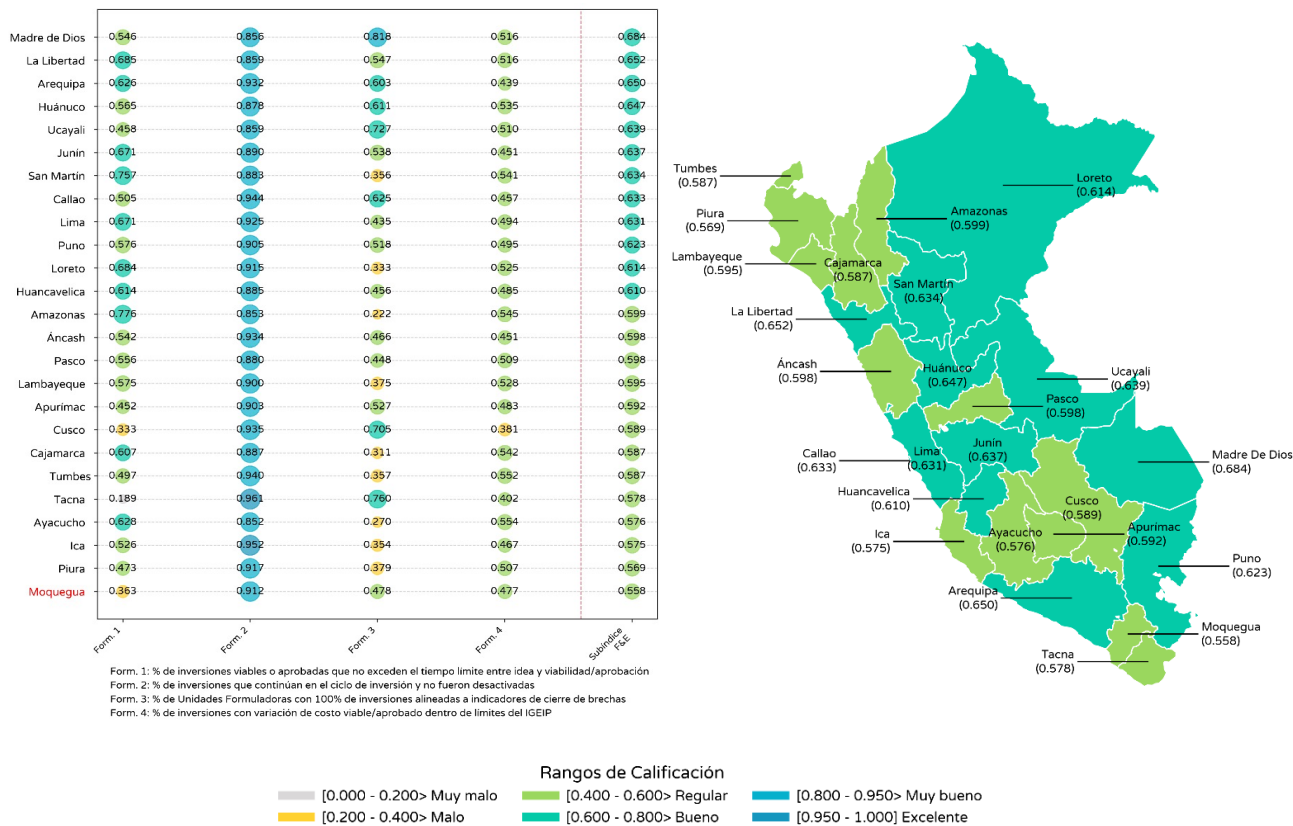 Madre de Dios 0.546 0.856 0.818 0.516 0.684
La Libertad 0.685 0.859 0.547 0.516 0.652
Arequipa 0.626 0.932 0.603 0.439 0.650
Huánuco 0.565 0.878 0.611 0.535 0.647
Ucayali 0.458 0.859 0.727 0.510 0.639
Junín 0.671 0.890 0.538 0.451 0.637
San Martín 0.757 0.883 0.356 0.541 0.634
Callao 0.505 0.944 0.625 0.457 0.633
Lima 0.671 0.925 0.435 0.494 0.631
Puno 0.576 0.905 0.518 0.495 0.623
Loreto 0.684 0.915 0.333 0.525 0.614
Huancavelica 0.614 0.885 0.456 0.485 0.610
Amazonas 0.776 0.853 0.222 0.545 0.599
Áncash 0.542 0.934 0.466 0.451 0.598
Pasco 0.556 0.880 0.448 0.509 0.598
Lambayeque 0.575 0.900 0.375 0.528 0.595
Apurímac 0.452 0.903 0.527 0.483 0.592
Cusco 0.333 0.935 0.705 0.381 0.589
Cajamarca 0.607 0.887 0.311 0.542 0.587
Tumbes 0.497 0.940 0.357 0.552 0.587
Tacna 0.189 0.961 0.760 0.402 0.578
Ayacucho 0.628 0.852 0.270 0.554 0.576
Ica 0.526 0.952 0.354 0.467 0.575
Piura 0.473 0.917 0.379 0.507 0.569
Moquegua 0.363 0.912 0.478 0.477 0.558
Form. 1 Form. 2 Form. 3 Form. 4 Subíndice
F&E
Form. 1: % de inversiones viables o aprobadas que no exceden el tiempo límite entre idea y viabilidad/aprobación
Form. 2: % de inversiones que continúan en el ciclo de inversión y no fueron desactivadas
Form. 3: % de Unidades Formuladoras con 100% de inversiones alineadas a indicadores de cierre de brechas
Form. 4: % de inversiones con variación de costo viable/aprobado dentro de límites del IGEIP
Tumbes
(0.587)
Loreto
(0.614)
Piura
(0.569)
Amazonas
(0.599)
Lambayeque
(0.595)
Cajamarca
(0.587)
San Martín
(0.634)
La Libertad
(0.652)
Áncash
(0.598)
Huánuco
(0.647)
Ucayali
(0.639)
Pasco
(0.598)
Callao
(0.633)
Lima
(0.631)
Junín
(0.637)
Madre De Dios
(0.684)
Huancavelica
(0.610)
Cusco
(0.589)
Ica
(0.575)
Ayacucho
(0.576)
Apurímac
(0.592)
Puno
(0.623)
Arequipa
(0.650)
Moquegua
(0.558)
Tacna
(0.578)
Rangos de Calificación
[0.000 - 0.200> Muy malo [0.400 - 0.600> Regular [0.800 - 0.950> Muy bueno
[0.200 - 0.400> Malo [0.600 - 0.800> Bueno [0.950 - 1.000] Excelente